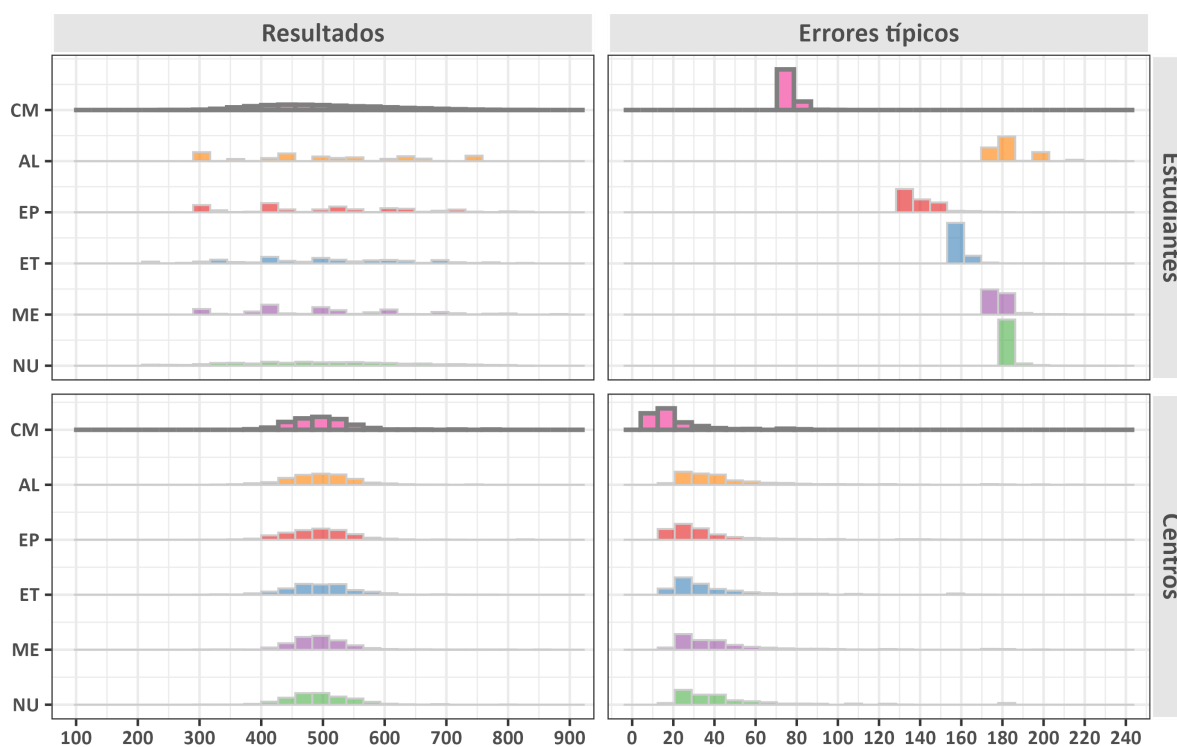 Resultados
Errores típicos
CM
AL
EP
ET
ME
NU
Estudiantes
CM
AL
EP
ET
ME
NU
Centros
100 200 300 400 500 600 700 800 900
0 20 40 60 80 100 120 140 160 180 200 220 240